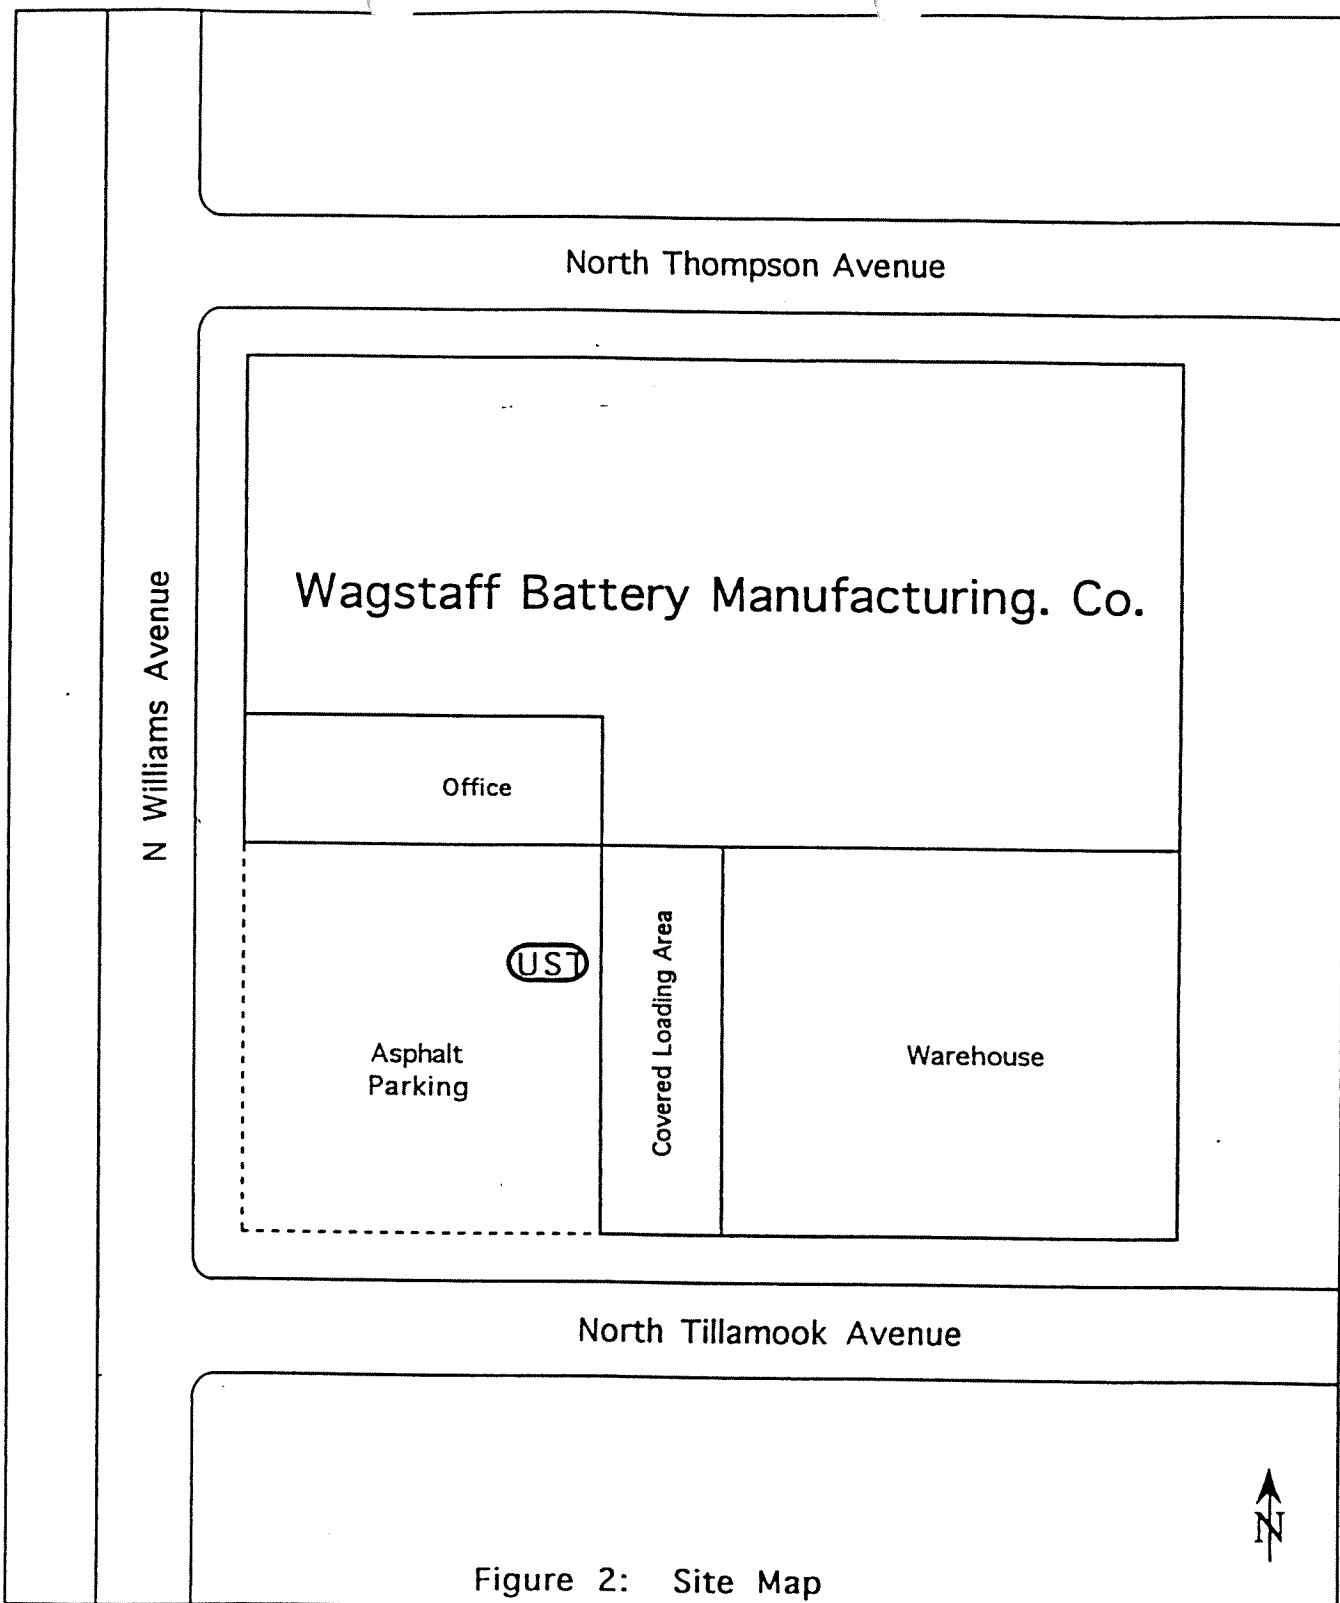 North Thompson Avenue
N Williams Avenue
Wagstaff Battery Manufacturing. Co.
Office
UST
Covered Loading Area
Asphalt
Parking
Warehouse
North Tillamook Avenue
N
Figure 2: Site Map